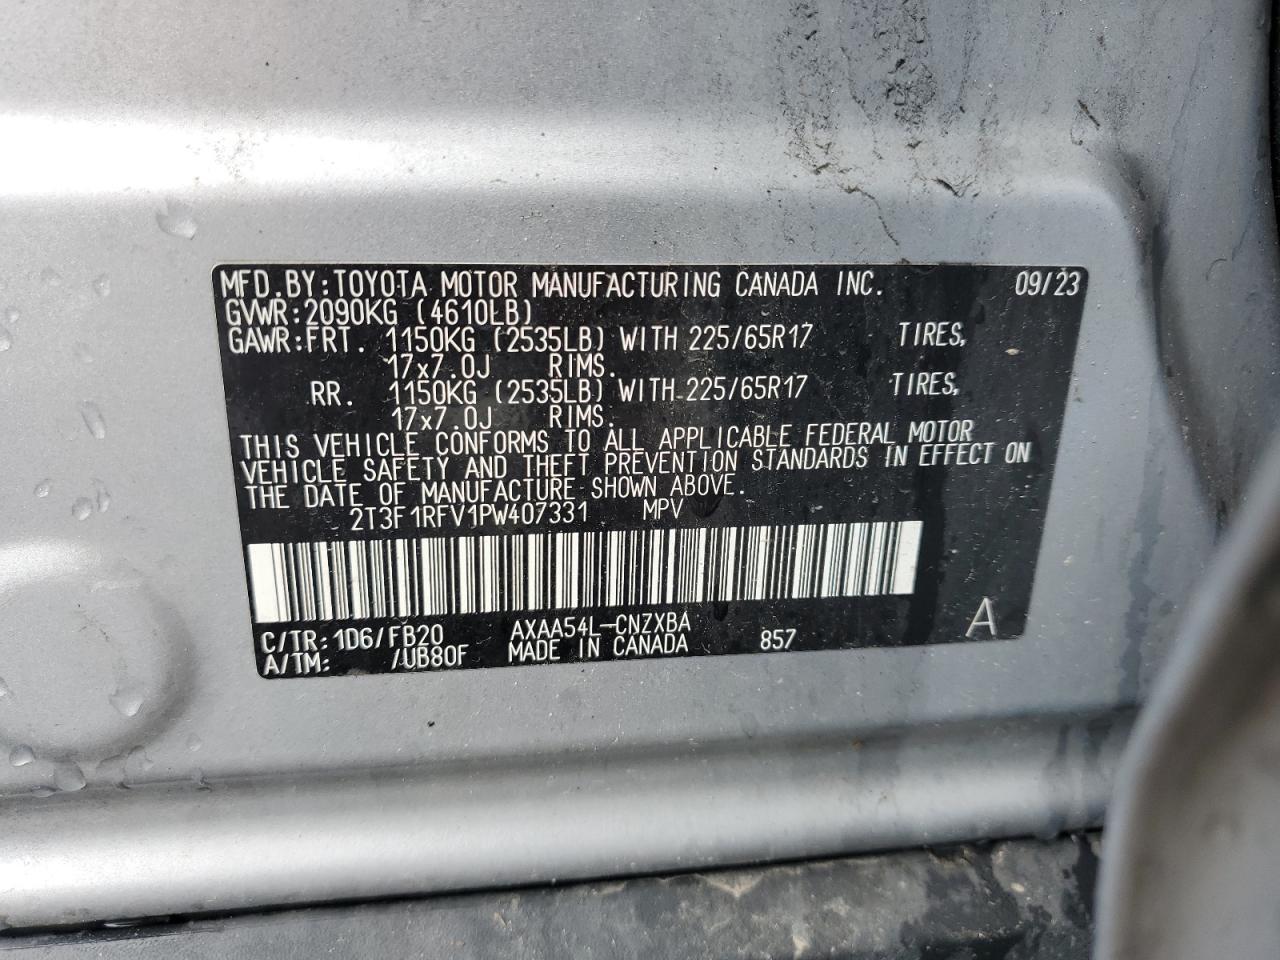 MFD.BY:TOYOTA MOTOR MANUFACTURING CANADA INC. 09/23
GVWR:2090KG (4610LB)
GAWR:FRT. 1150KG (2535LB) WITH 225/65R17 TIRES,
17x7.0J RIMS.
RR. 1150KG (2535LB) WITH 225/65R17 TIRES,
17x7.0J RIMS.
THIS VEHICLE CONFORMS TO ALL APPLICABLE FEDERAL MOTOR
VEHICLE SAFETY AND THEFT PREVENTION STANDARDS IN EFFECT ON
THE DATE OF MANUFACTURE SHOWN ABOVE.
2T3F1RFV1PW407331 MPV
C/TR:1D6/FB20 AXAA54L-CNZXBA A
A/TM: /UB80F MADE IN CANADA 857